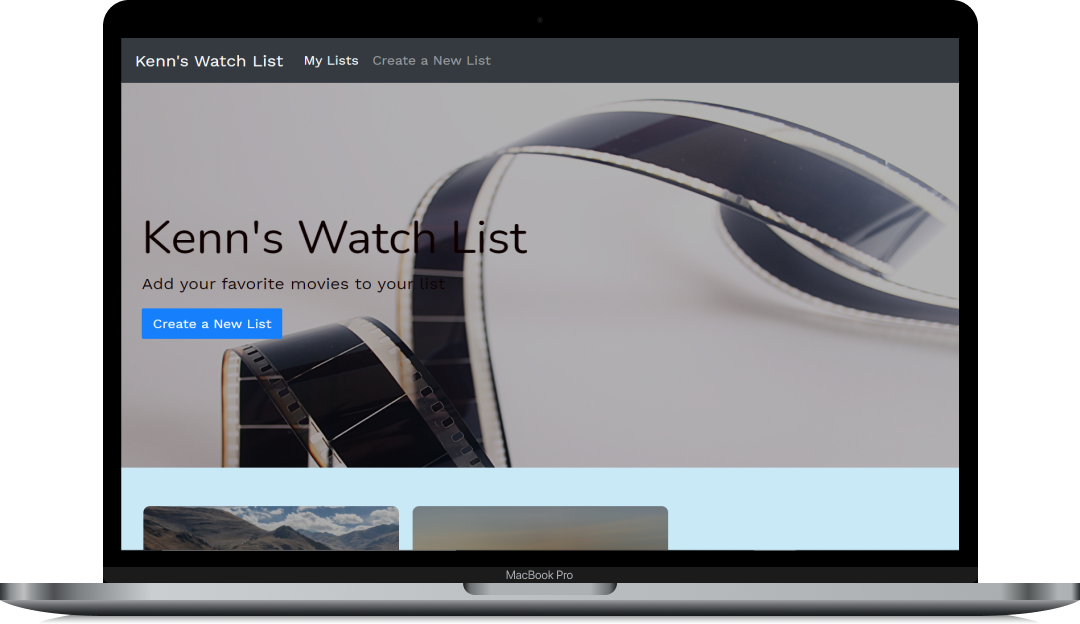 Kenn's Watch List My Lists Create a New List
Kenn's Watch List
Add your favorite movies to your list
Create a New List
MacBook Pro